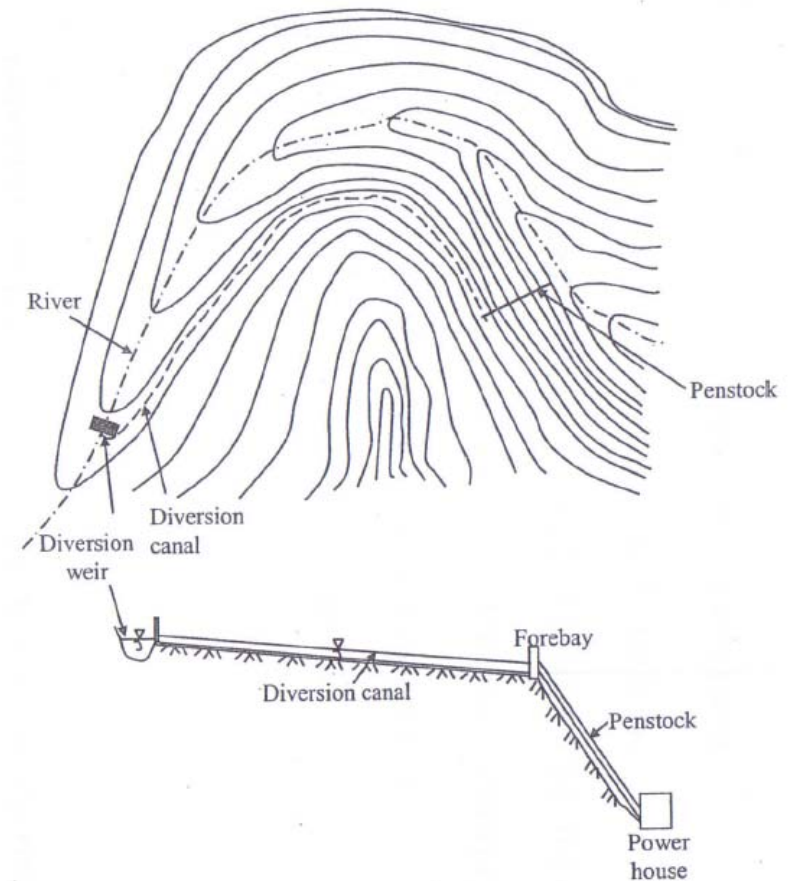 River
Penstock
Diversion
canal
Diversion
weir
Forebay
Diversion canal
Penstock
Power
house